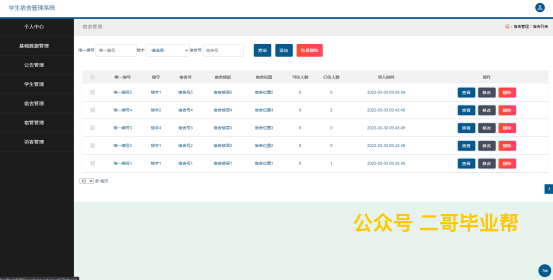 学生宿舍管理系统
个人中心
基础数据管理
公告管理
学生管理
宿舍管理
宿管管理
访客管理
宿舍管理
宿舍管理 / 宿舍列表
唯一编号 唯一编号 楼宇 -请选择- 宿舍号 宿舍号 查询 添加 批量删除
唯一编号 楼宇 宿舍号 宿舍楼层 宿舍位置 可住人数 已住人数 录入时间 操作
唯一编号5 楼宇1 宿舍号5 宿舍楼层5 宿舍位置5 8 0 2022-03-30 09:43:46 查看 修改 删除
唯一编号4 楼宇2 宿舍号4 宿舍楼层4 宿舍位置4 8 2 2022-03-30 09:43:46 查看 修改 删除
唯一编号3 楼宇4 宿舍号3 宿舍楼层3 宿舍位置3 8 0 2022-03-30 09:43:46 查看 修改 删除
唯一编号2 楼宇1 宿舍号2 宿舍楼层2 宿舍位置2 8 0 2022-03-30 09:43:46 查看 修改 删除
唯一编号1 楼宇1 宿舍号1 宿舍楼层1 宿舍位置1 8 1 2022-03-30 09:43:46 查看 修改 删除
10 条 每页
1
公众号 二哥毕业帮
Top